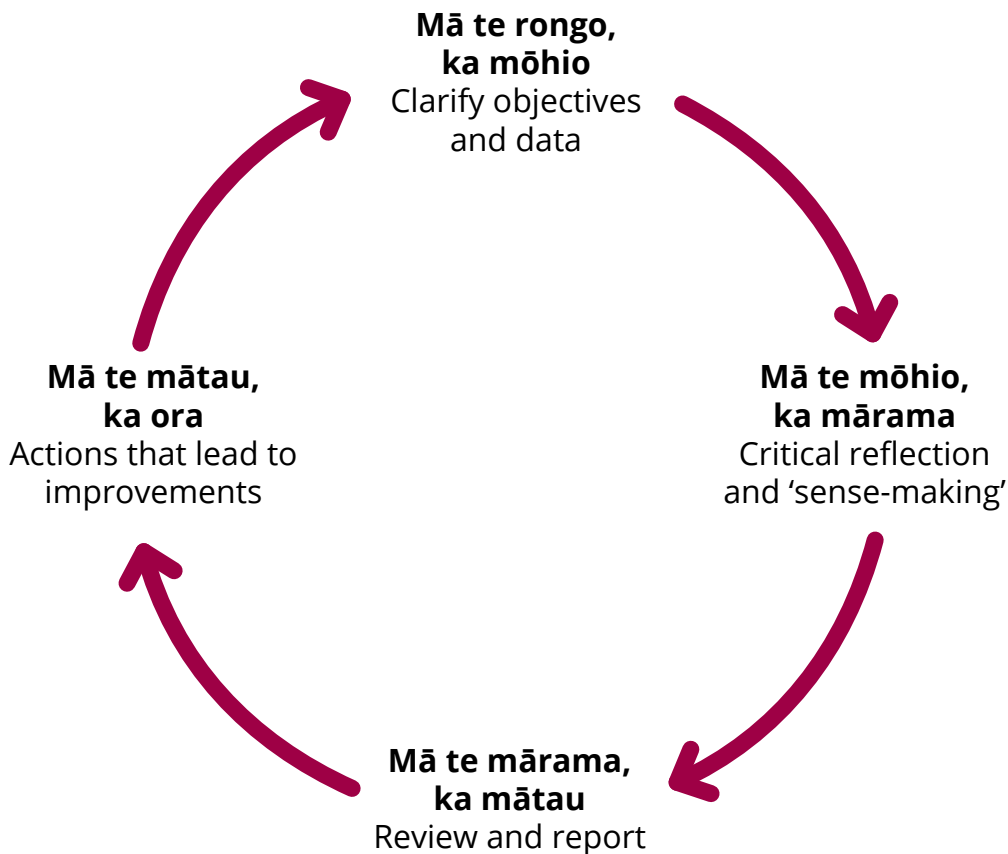 Mā te rongo,
ka mōhio
Clarify objectives
and data
Mā te mōhio,
ka mārama
Critical reflection
and ‘sense-making’
Mā te mārama,
ka mātau
Review and report
Mā te mātau,
ka ora
Actions that lead to
improvements